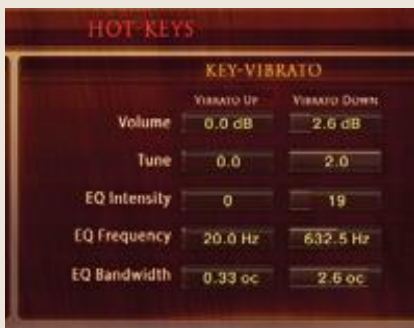 HOT-KEYS
KEY-VIBRATO
VIBRATO UP VIBRATO DOWN
Volume 0.0 dB 2.6 dB
Tune 0.0 2.0
EQ Intensity 0 19
EQ Frequency 20.0 Hz 632.5 Hz
EQ Bandwidth 0.33 oc 2.6 oc